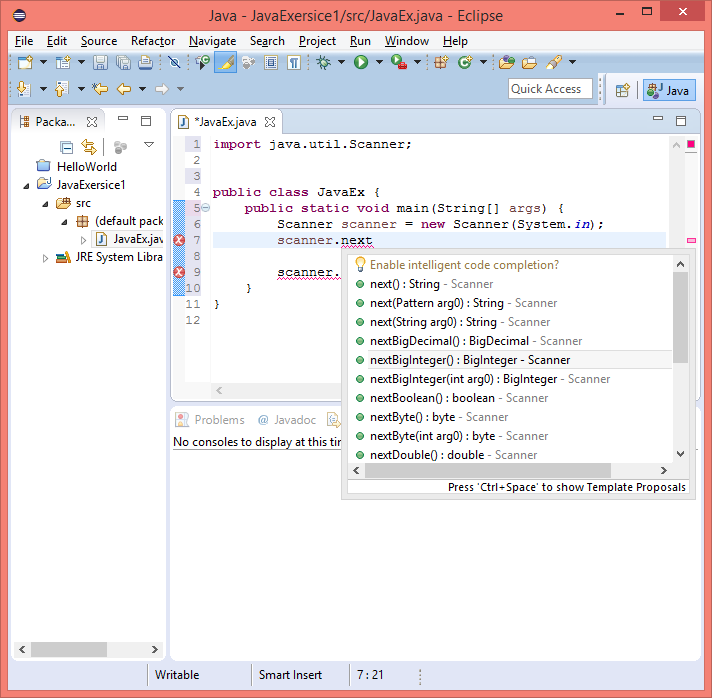 Java - JavaExersice1/src/JavaEx.java - Eclipse
File Edit Source Refactor Navigate Search Project Run Window Help
Quick Access Java
Packa... *JavaEx.java
HelloWorld
JavaExersice1
src
(default pack
JavaEx.jav
JRE System Libra
1 import java.util.Scanner;
2
3
4 public class JavaEx {
5 public static void main(String[] args) {
6 Scanner scanner = new Scanner(System.in);
7 scanner.next
8
9 scanner.
10 }
11 }
12
Enable intelligent code completion?
next() : String - Scanner
next(Pattern arg0) : String - Scanner
next(String arg0) : String - Scanner
nextBigDecimal() : BigDecimal - Scanner
nextBigInteger() : BigInteger - Scanner
nextBigInteger(int arg0) : BigInteger - Scanner
nextBoolean() : boolean - Scanner
nextByte() : byte - Scanner
nextByte(int arg0) : byte - Scanner
nextDouble() : double - Scanner
Press 'Ctrl+Space' to show Template Proposals
Problems @ Javadoc
No consoles to display at this tim
Writable Smart Insert 7 : 21